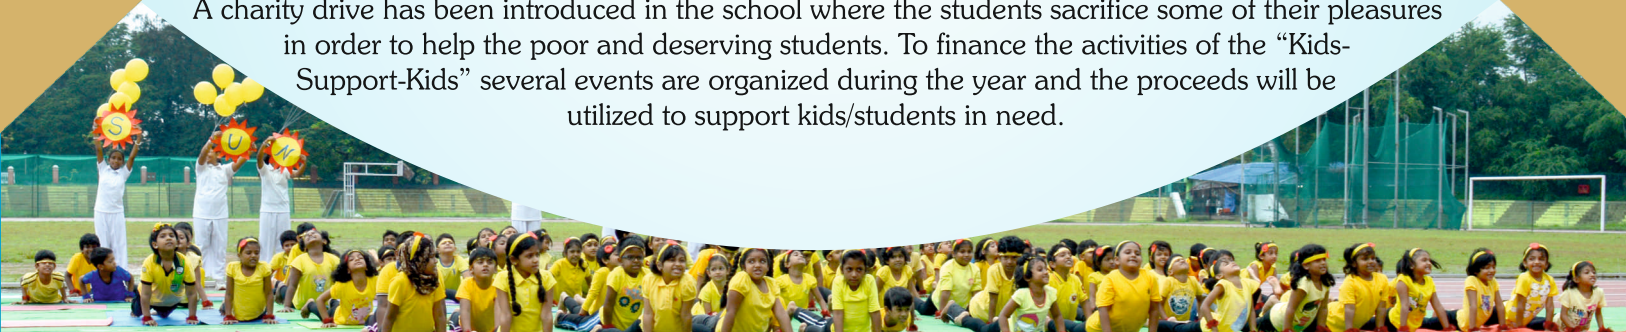 A charity drive has been introduced in the school where the students sacrifice some of their pleasures
in order to help the poor and deserving students. To finance the activities of the “Kids-
Support-Kids” several events are organized during the year and the proceeds will be
utilized to support kids/students in need.
S
U
N